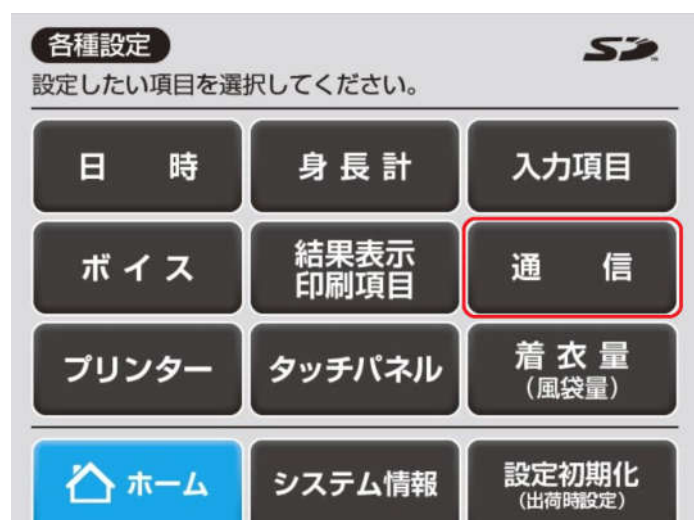 各種設定
SD
設定したい項目を選択してください。
日　時
身長計
入力項目
ボイス
結果表示
印刷項目
通　信
プリンター
タッチパネル
着衣量
（風袋量）
ホーム
システム情報
設定初期化
（出荷時設定）